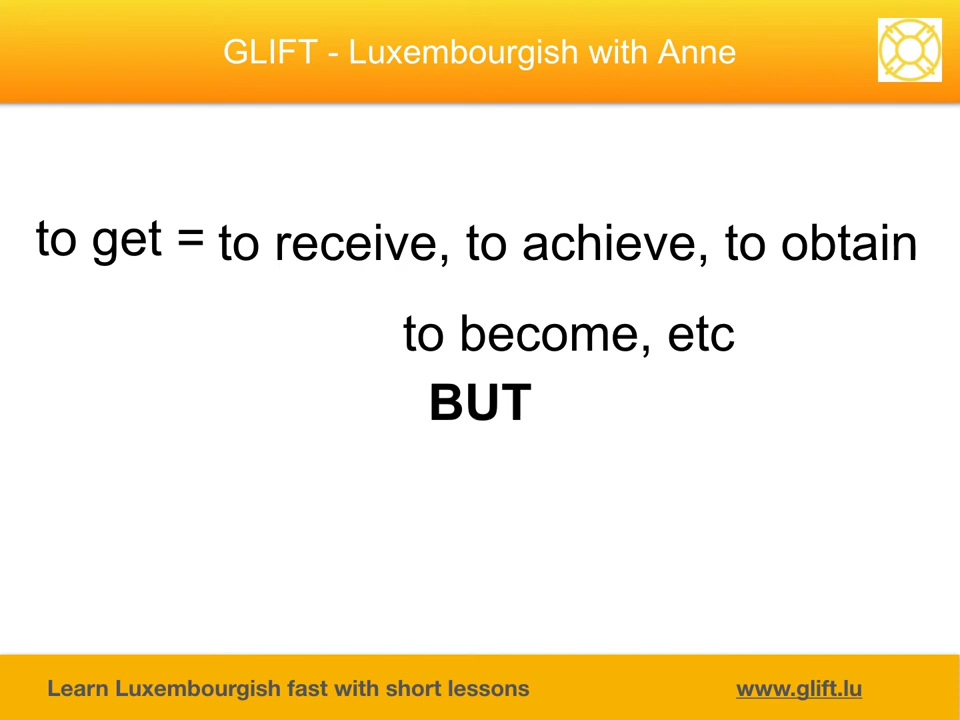 GLIFT - Luxembourgish with Anne
to get = to receive, to achieve, to obtain
to become, etc
BUT
Learn Luxembourgish fast with short lessons www.glift.lu